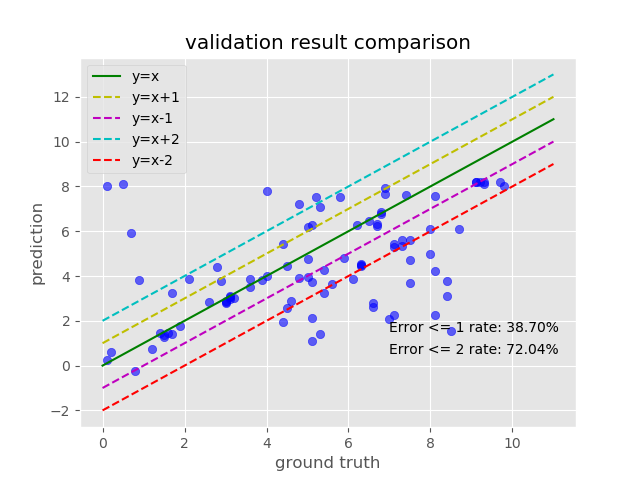 validation result comparison
y=x
y=x+1
y=x-1
y=x+2
y=x-2
12
10
8
6
4
2
0
−2
prediction
Error <= 1 rate: 38.70%
Error <= 2 rate: 72.04%
0 2 4 6 8 10
ground truth